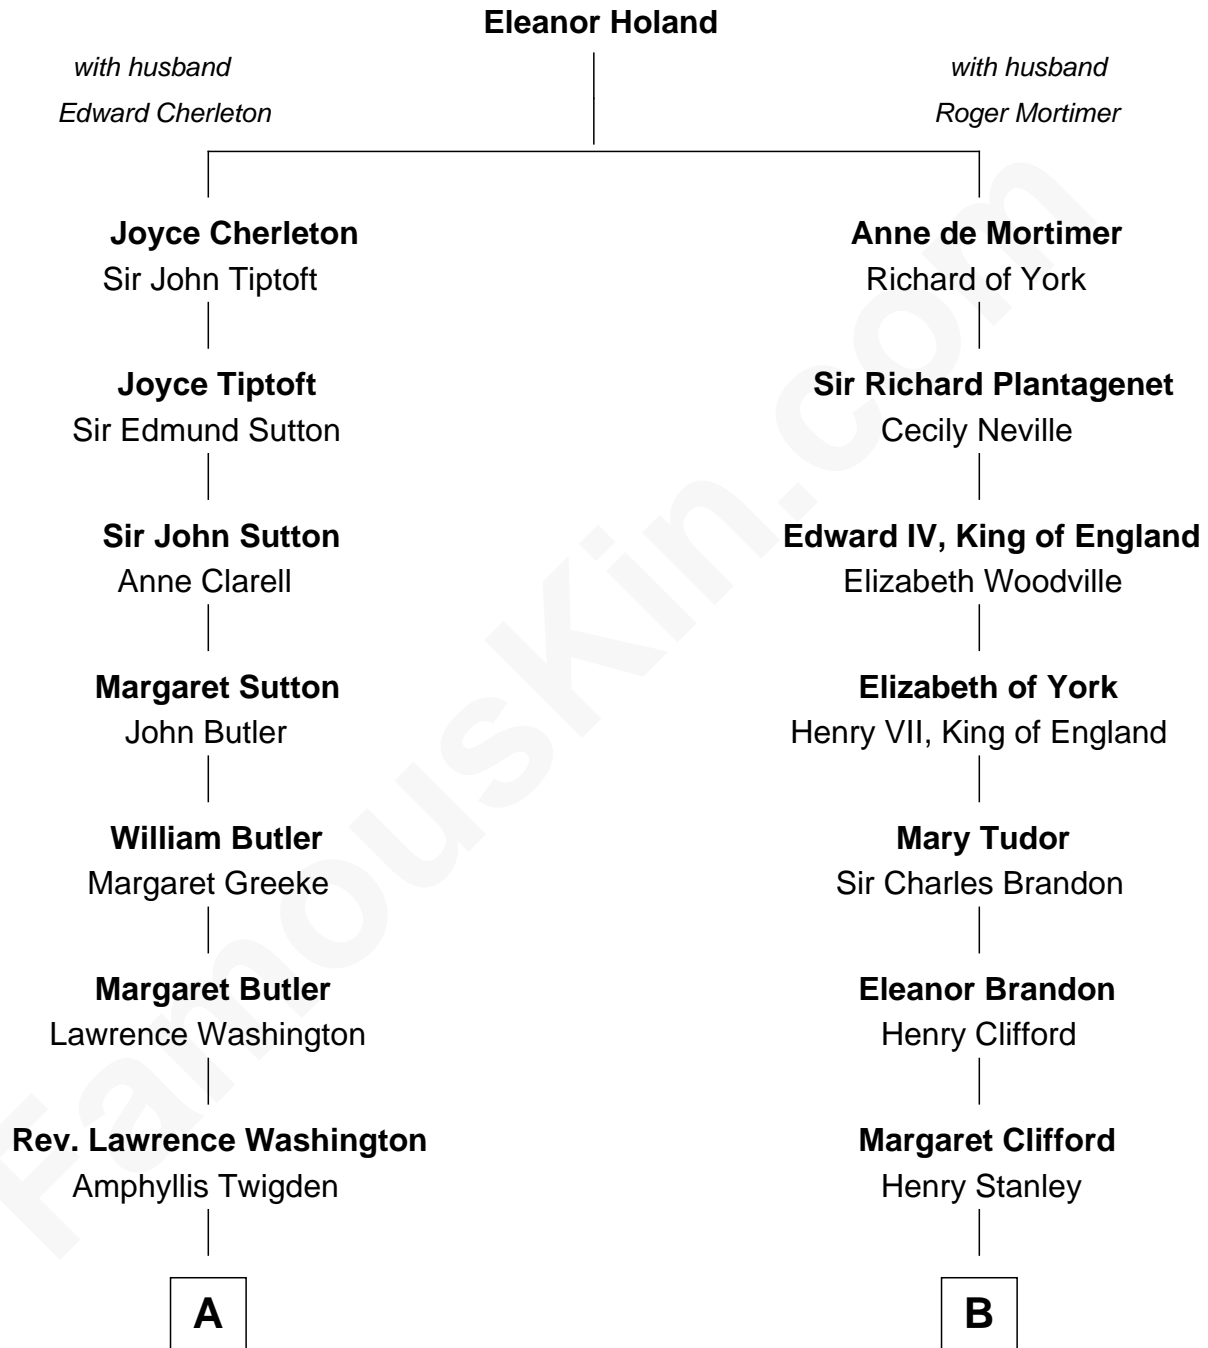 Eleanor Holand
with husband
Edward Cherleton
with husband
Roger Mortimer
Joyce Cherleton
Sir John Tiptoft
Anne de Mortimer
Richard of York
Joyce Tiptoft
Sir Edmund Sutton
Sir Richard Plantagenet
Cecily Neville
Sir John Sutton
Anne Clarell
Edward IV, King of England
Elizabeth Woodville
Margaret Sutton
John Butler
Elizabeth of York
Henry VII, King of England
William Butler
Margaret Greeke
Mary Tudor
Sir Charles Brandon
Margaret Butler
Lawrence Washington
Eleanor Brandon
Henry Clifford
Rev. Lawrence Washington
Amphyllis Twigden
Margaret Clifford
Henry Stanley
A
B
FamousKin.com